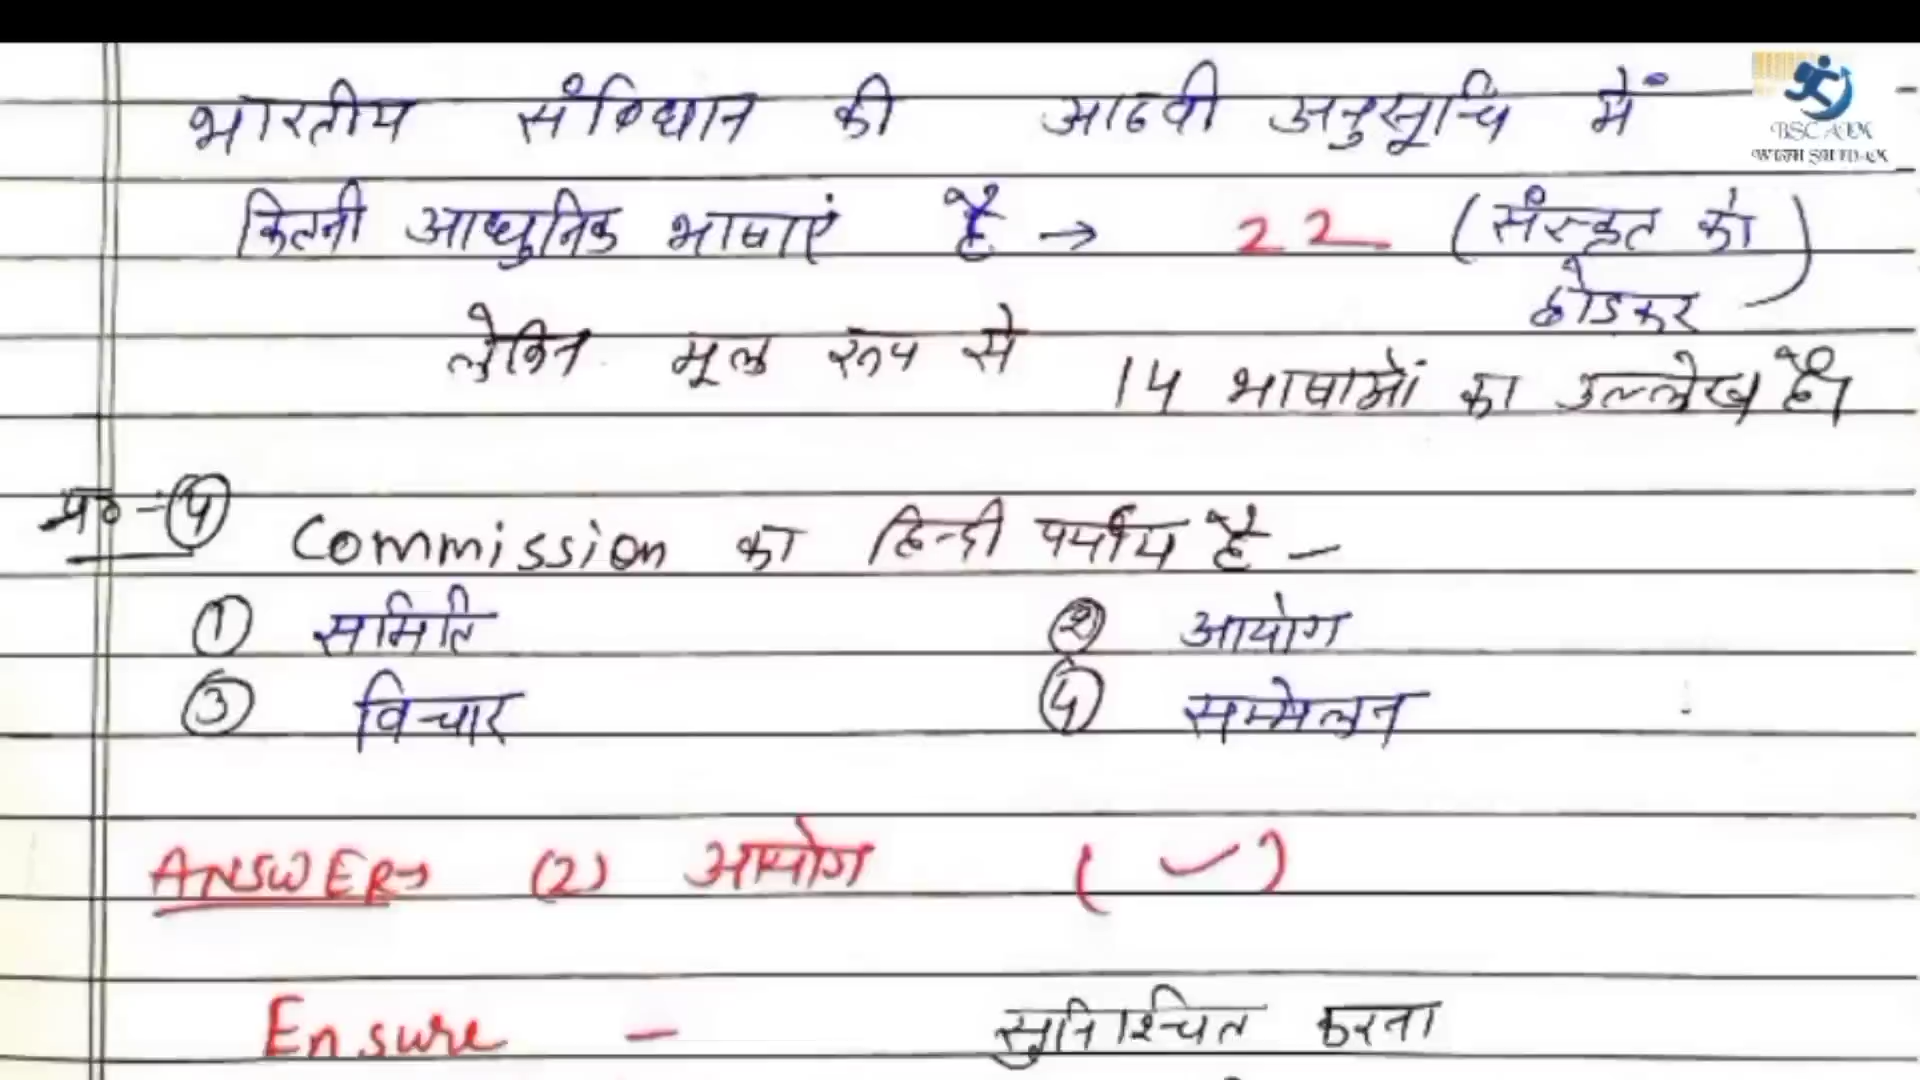 भारतीय संविधान की आठवी अनुसूचि में
कितनी आधुनिक भाषाएं है → 22 (संस्कृत को
छोडकर)
लेकिन मूल रूप से 14 भाषाओं का उल्लेख है।
प्र० :- (4) Commission का हिन्दी पर्याय है –
(1) समिति (2) आयोग
(3) विचार (4) सम्मेलन
ANSWER→ (2) आयोग (✓)
Ensure – सुनिश्चित करना